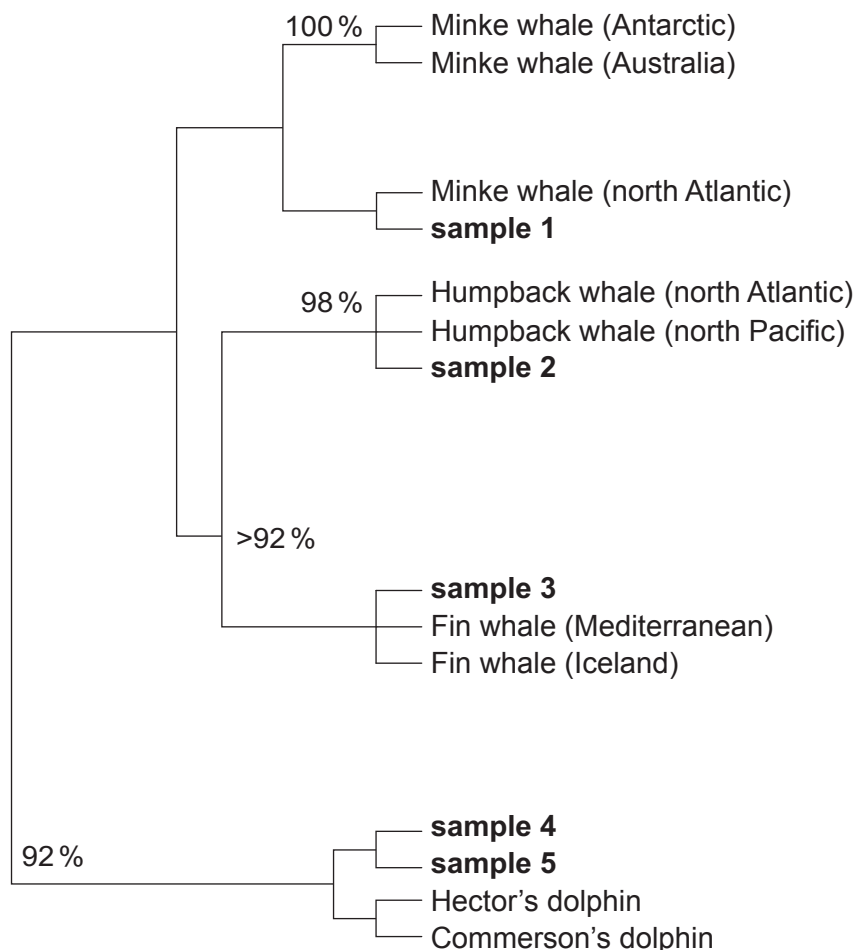 100 %
Minke whale (Antarctic)
Minke whale (Australia)
Minke whale (north Atlantic)
sample 1
98 %
Humpback whale (north Atlantic)
Humpback whale (north Pacific)
sample 2
>92 %
sample 3
Fin whale (Mediterranean)
Fin whale (Iceland)
92 %
sample 4
sample 5
Hector’s dolphin
Commerson’s dolphin